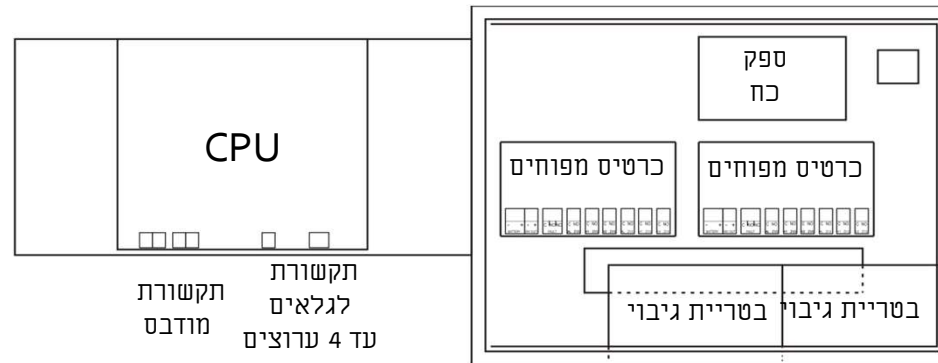 ספק
כח
CPU
כרטיס מפוחים
כרטיס מפוחים
תקשורת
לגלאים
עד 4 ערוצים
תקשורת
מודבס
בטריית גיבוי
בטריית גיבוי